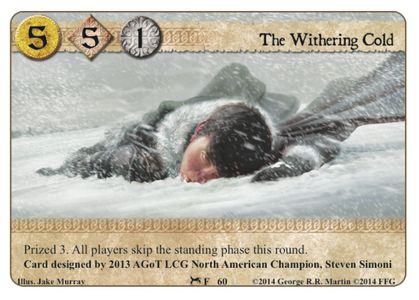 5 5 1 The Withering Cold
Prized 3. All players skip the standing phase this round.
Card designed by 2013 AGoT LCG North American Champion, Steven Simoni
Illus. Jake Murray F 60 ©2014 George R.R. Martin ©2014 FFG